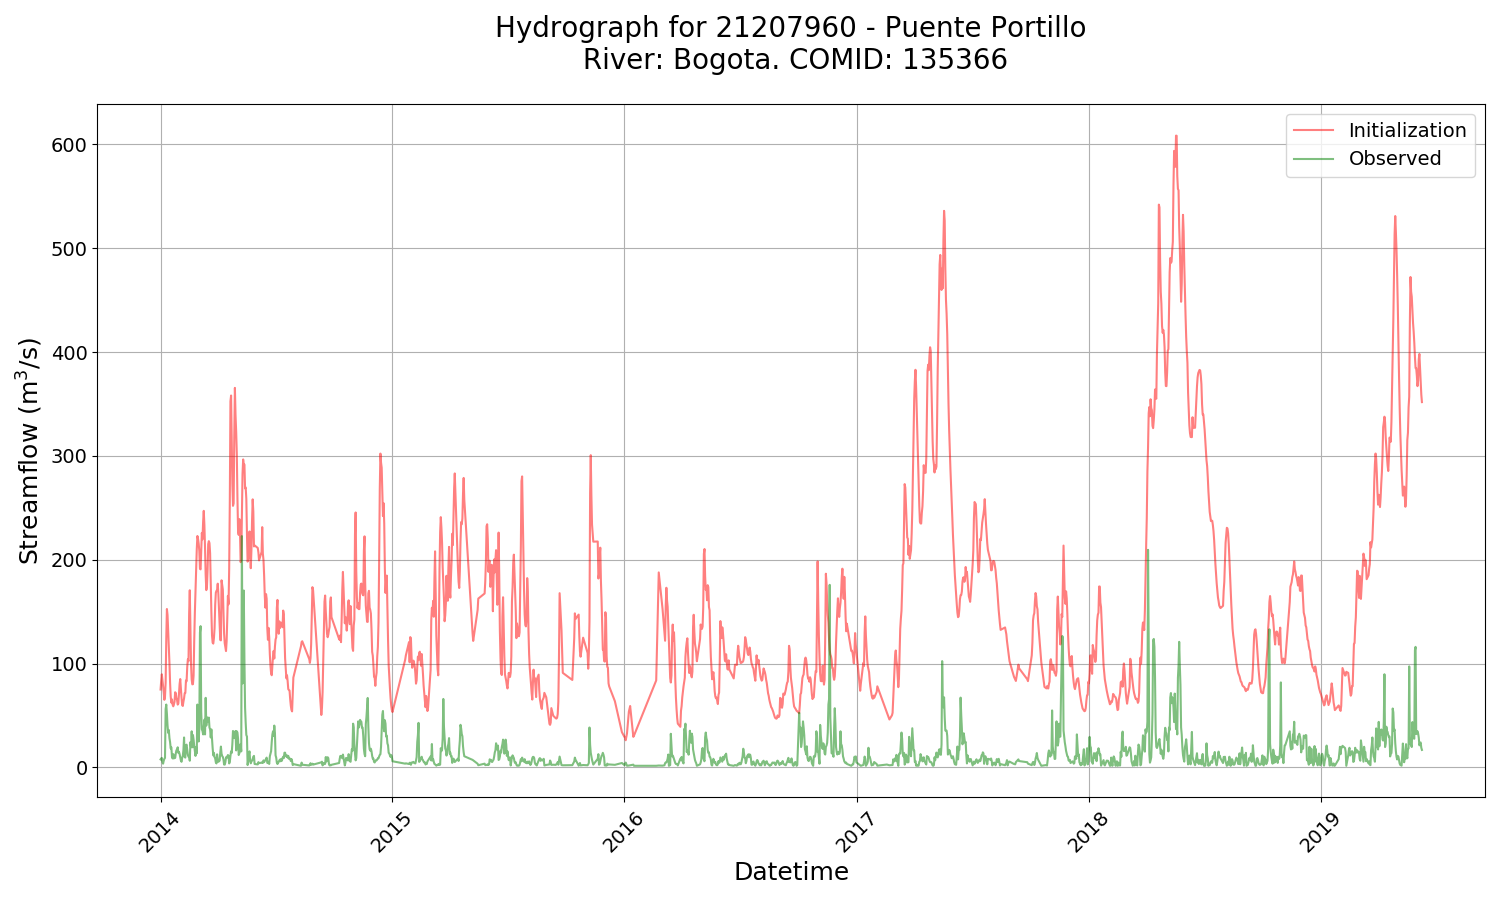 Hydrograph for 21207960 - Puente Portillo
River: Bogota. COMID: 135366
Initialization
Observed
Streamflow (m³/s)
600
500
400
300
200
100
0
2014
2015
2016
2017
2018
2019
Datetime